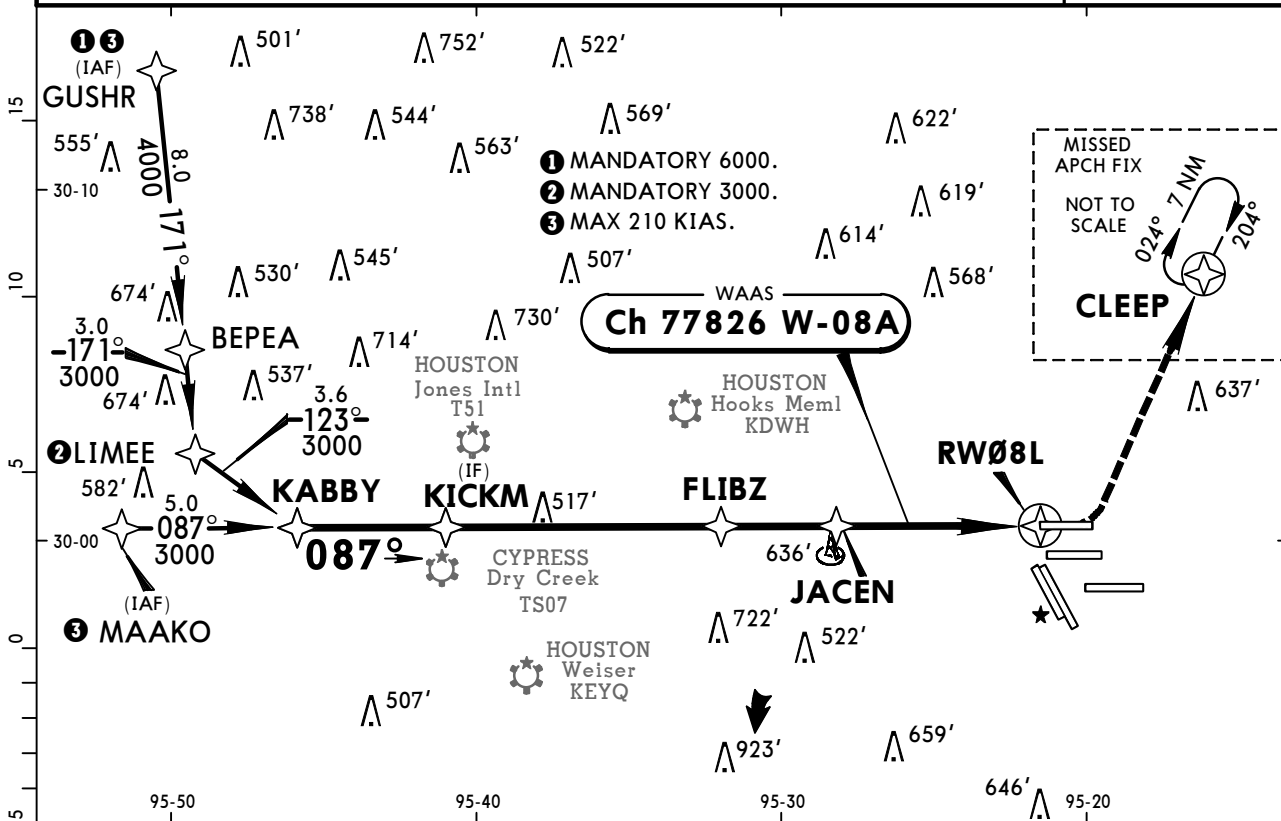 ❶ ❸
(IAF)
GUSHR
501'
752'
522'
15
555'
738'
544'
563'
569'
622'
30-10
8.0
4000
171°
❶ MANDATORY 6000.
❷ MANDATORY 3000.
❸ MAX 210 KIAS.
619'
614'
MISSED
APCH FIX
NOT TO
SCALE
024°
7 NM
204°
CLEEP
530'
545'
507'
568'
10
674'
WAAS
Ch 77826 W-08A
3.0
171°
3000
BEPEA
714'
730'
674'
537'
HOUSTON
Jones Intl
T51
HOUSTON
Hooks Meml
KDWH
637'
3.6
123°
3000
❷LIMEE
5
582'
KABBY
(IF)
KICKM
517'
FLIBZ
RWØ8L
5.0
087°
3000
30-00
087°
CYPRESS
Dry Creek
TS07
636'
JACEN
(IAF)
❸ MAAKO
0
HOUSTON
Weiser
KEYQ
722'
522'
507'
923'
659'
646'
5
95-50
95-40
95-30
95-20